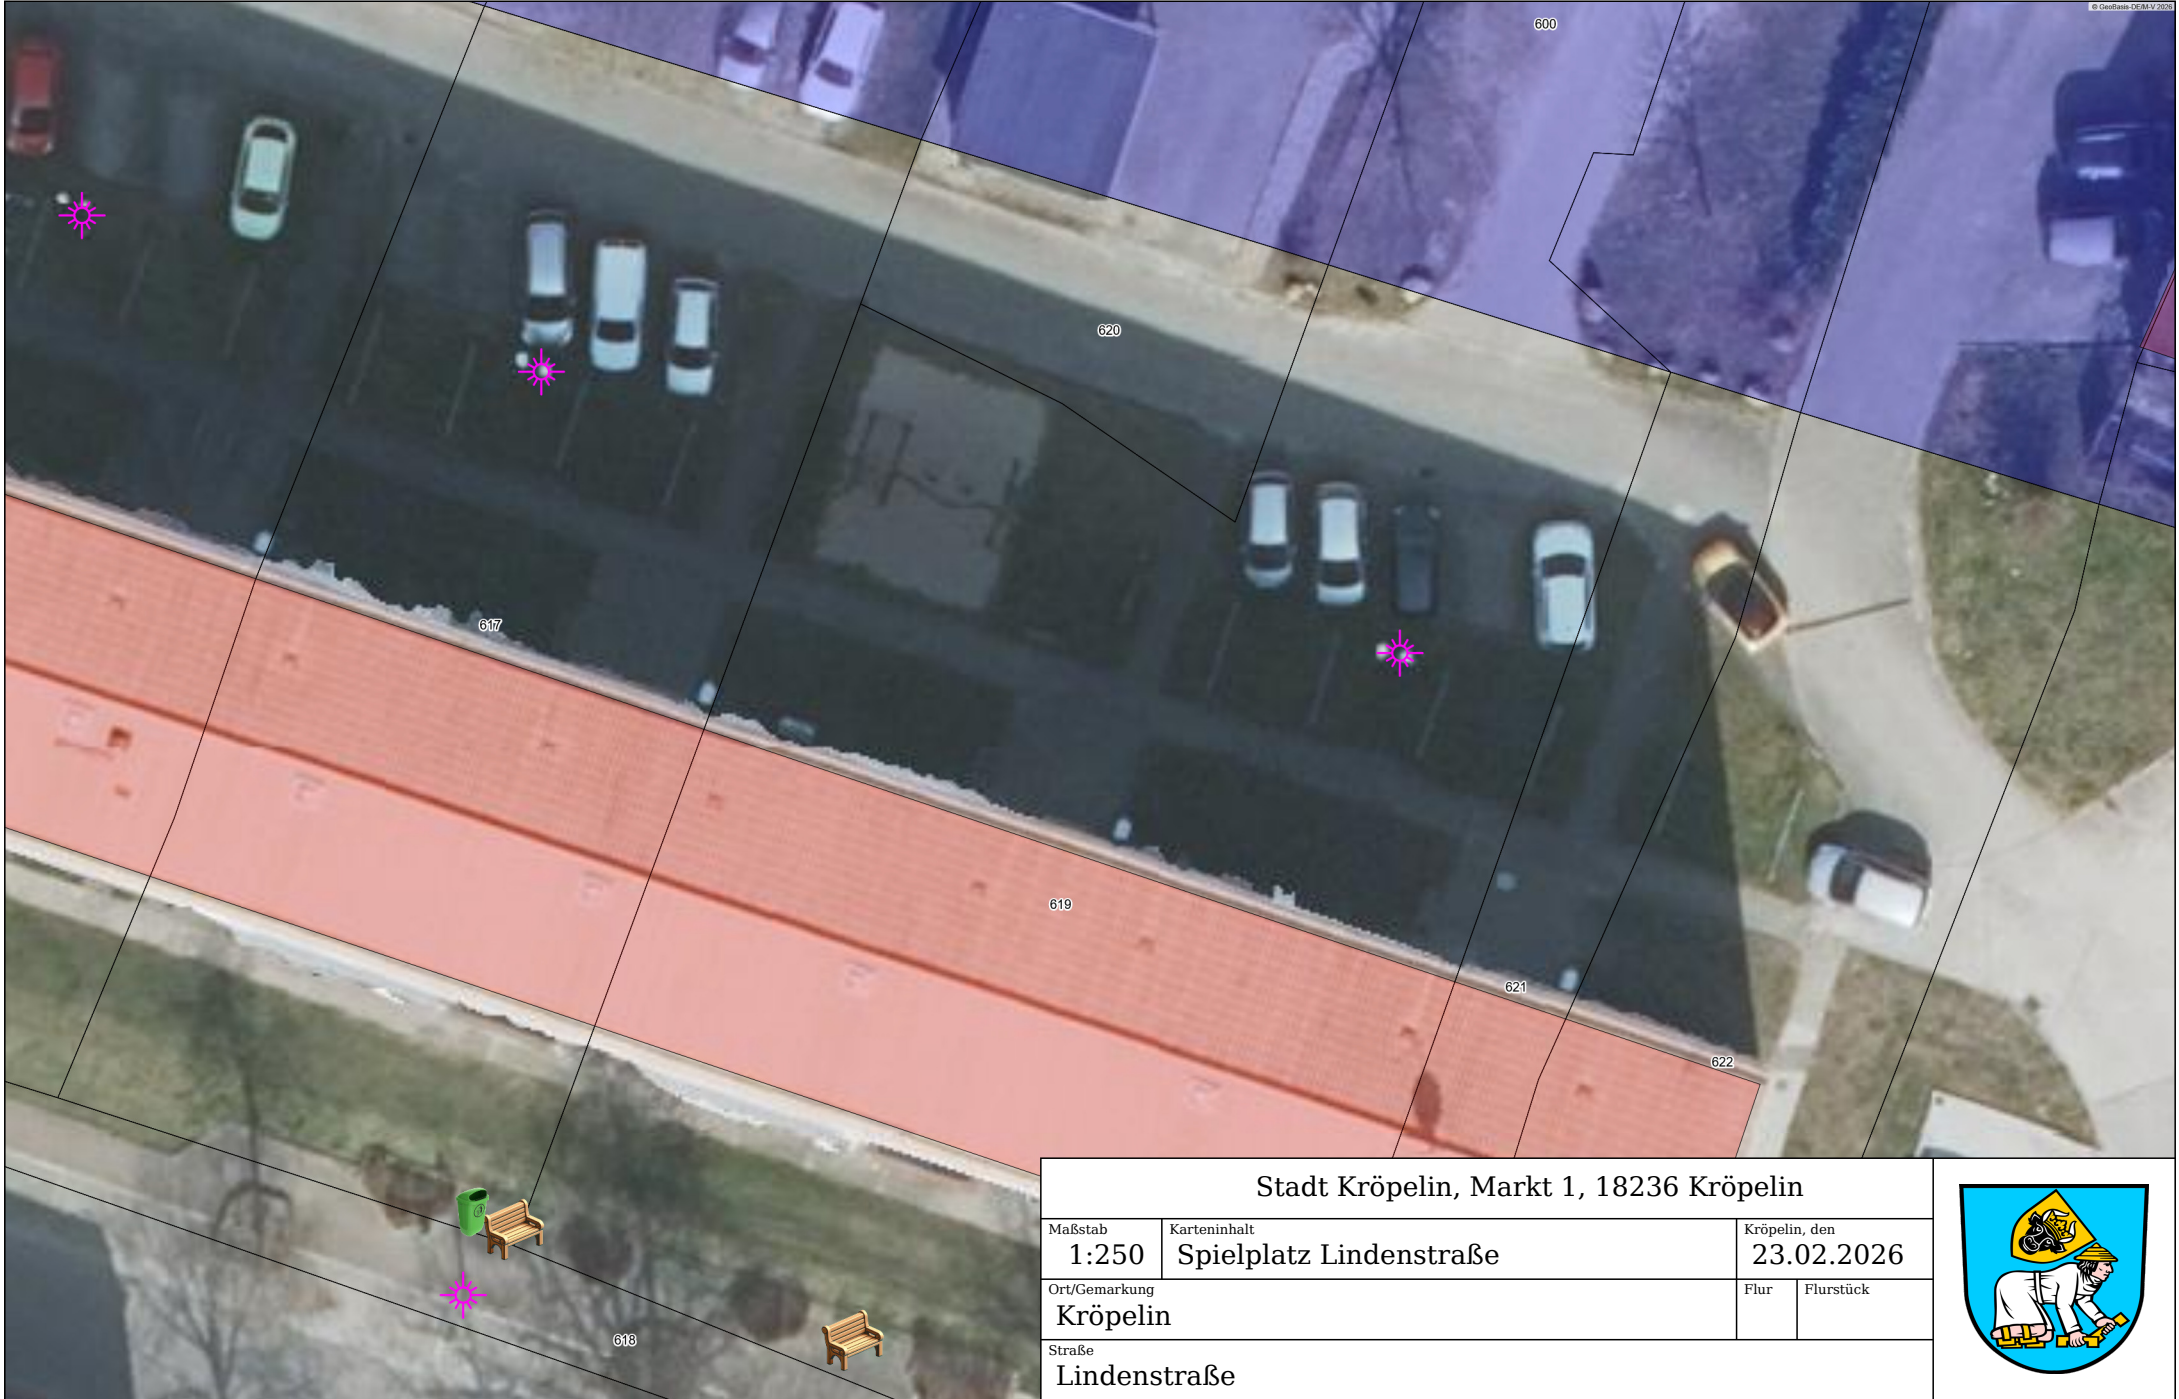 © GeoBasis-DE/M-V 2026
600
620
617
619
621
622
618
Stadt Kröpelin, Markt 1, 18236 Kröpelin
Maßstab
1:250
Karteninhalt
Spielplatz Lindenstraße
Kröpelin, den
23.02.2026
Ort/Gemarkung
Kröpelin
Flur
Flurstück
Straße
Lindenstraße